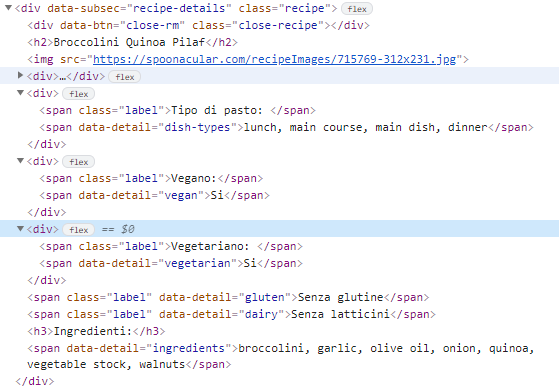 ▼<div data-subsec="recipe-details" class="recipe"> flex
<div data-btn="close-rm" class="close-recipe"></div>
<h2>Broccolini Quinoa Pilaf</h2>
<img src="https://spoonacular.com/recipeImages/715769-312x231.jpg">
▶<div>…</div> flex
▼<div> flex
<span class="label">Tipo di pasto: </span>
<span data-detail="dish-types">lunch, main course, main dish, dinner</span>
</div>
▼<div> flex
<span class="label">Vegano:</span>
<span data-detail="vegan">Si</span>
</div>
▼<div> flex == $0
<span class="label">Vegetariano: </span>
<span data-detail="vegetarian">Si</span>
</div>
<span class="label" data-detail="gluten">Senza glutine</span>
<span class="label" data-detail="dairy">Senza latticini</span>
<h3>Ingredienti:</h3>
<span data-detail="ingredients">broccolini, garlic, olive oil, onion, quinoa,
vegetable stock, walnuts</span>
</div>